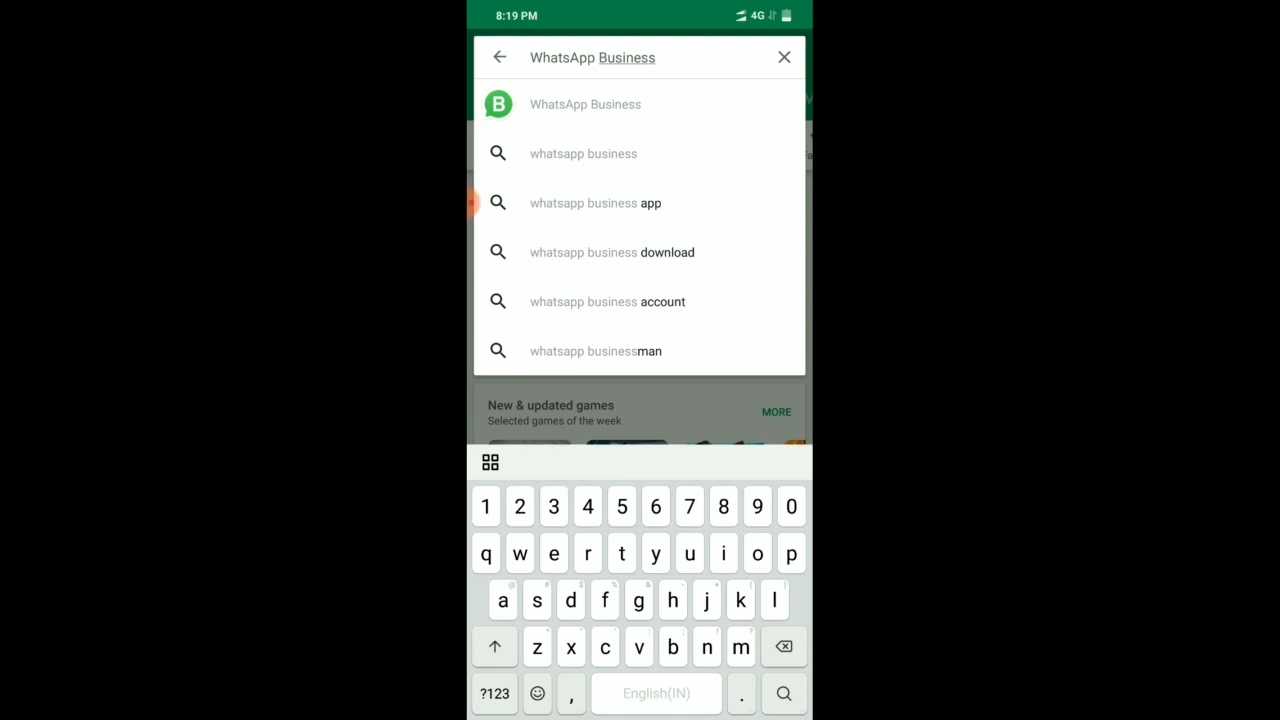 8:19 PM
4G
WhatsApp Business
B
WhatsApp Business
whatsapp business
whatsapp business app
whatsapp business download
whatsapp business account
whatsapp businessman
New & updated games
MORE
Selected games of the week
1 2 3 4 5 6 7 8 9 0
q w e r t y u i o p
a s d f g h j k l
z x c v b n m
?123 , English(IN) .